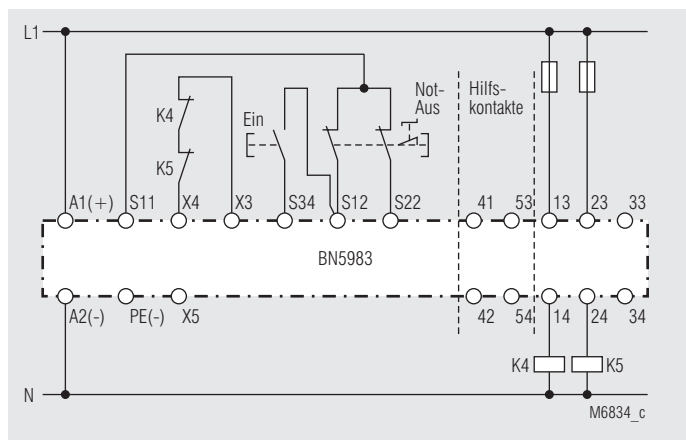 L1
Not-
Aus
Hilfs-
kontakte
Ein
K4
K5
A1(+) S11 X4 X3 S34 S12 S22 41 53 13 23 33
BN5983
A2(-) PE(-) X5 42 54 14 24 34
K4 K5
N
M6834_c